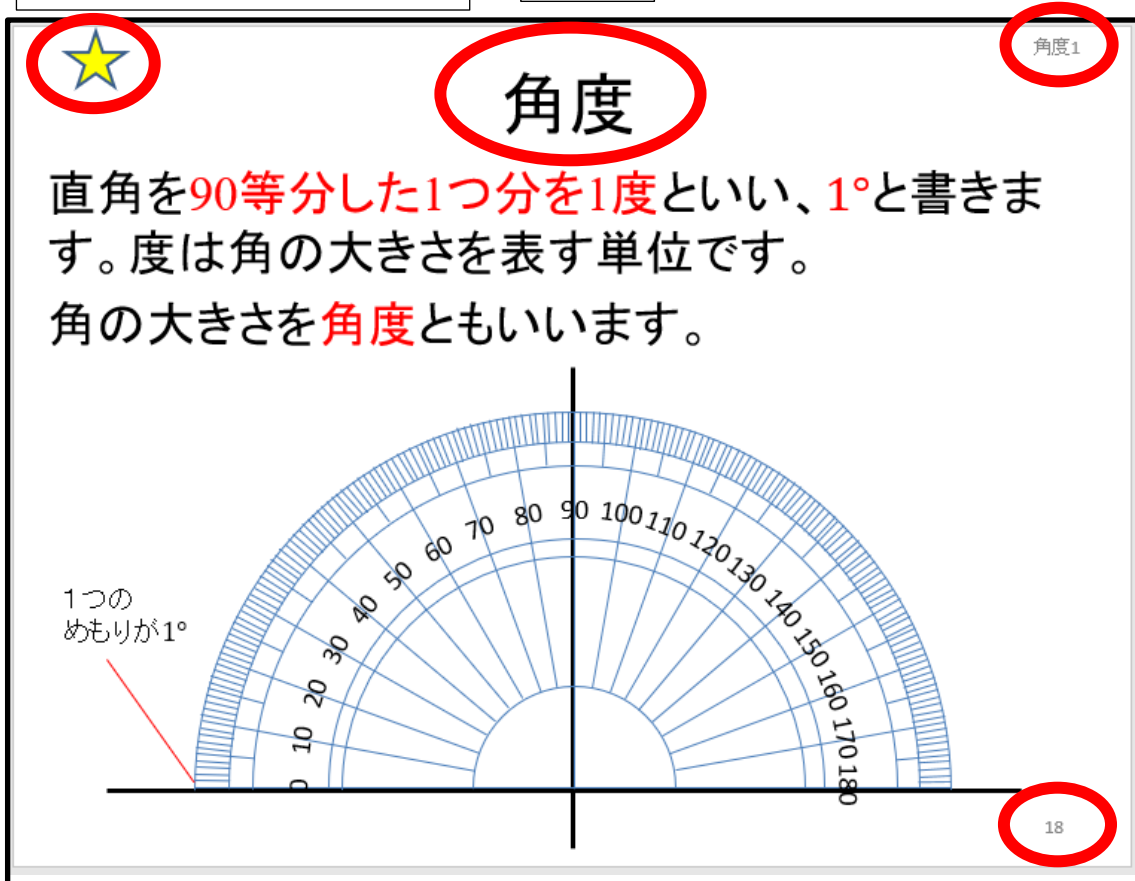 角度1
角度
直角を90等分した1つ分を1度といい、1°と書きま
す。度は角の大きさを表す単位です。
角の大きさを角度ともいいます。
1つの
めもりが1°
0 10 20 30 40 50 60 70 80 90 100 110 120 130 140 150 160 170 180
18